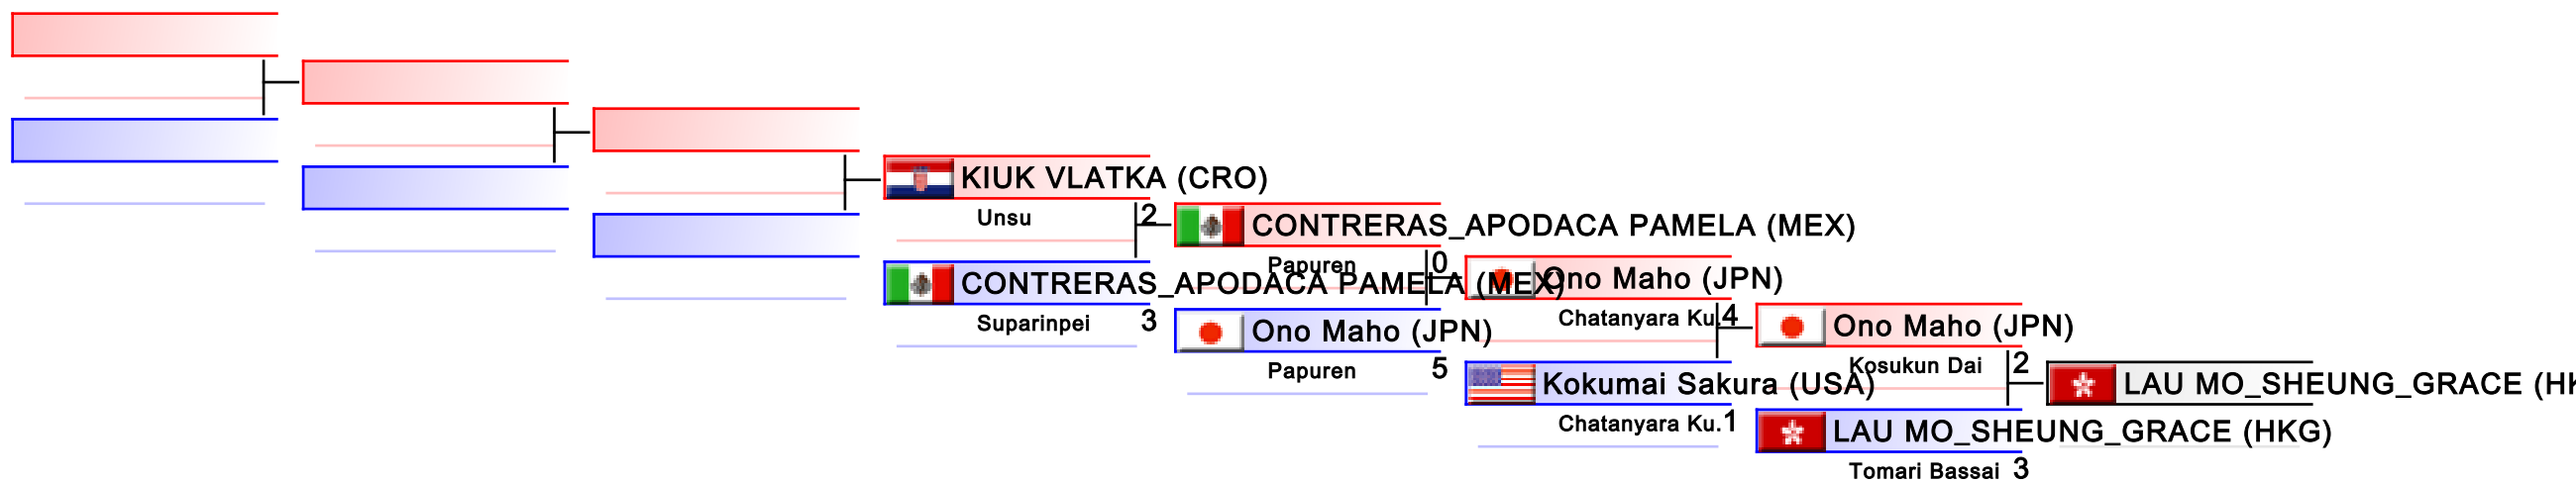 KIUK VLATKA (CRO)
Unsu 2
CONTRERAS_APODACA PAMELA (MEX)
Suparinpei 3
CONTRERAS_APODACA PAMELA (MEX)
Papuren 0
Ono Maho (JPN)
Papuren 5
Ono Maho (JPN)
Chatanyara Ku. 4
Kokumai Sakura (USA)
Chatanyara Ku. 1
Ono Maho (JPN)
Kosukun Dai 2
LAU MO_SHEUNG_GRACE (HKG)
Tomari Bassai 3
LAU MO_SHEUNG_GRACE (HK